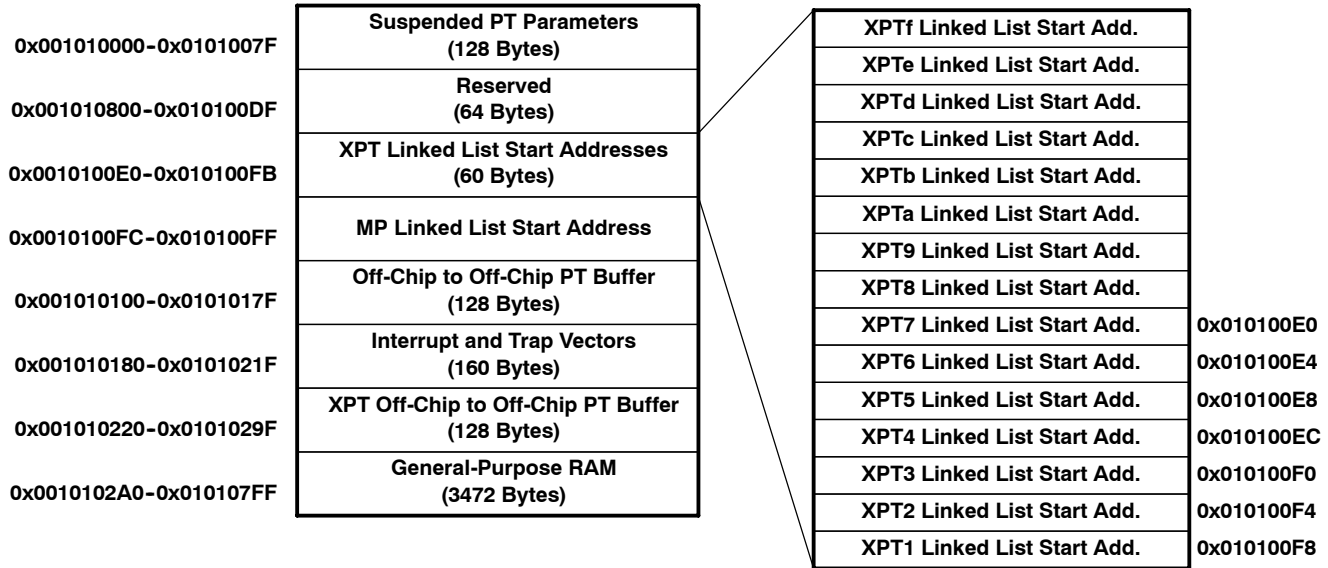 0x001010000-0x0101007F
Suspended PT Parameters
(128 Bytes)
0x001010800-0x010100DF
Reserved
(64 Bytes)
0x0010100E0-0x010100FB
XPT Linked List Start Addresses
(60 Bytes)
0x0010100FC-0x010100FF
MP Linked List Start Address
0x001010100-0x0101017F
Off-Chip to Off-Chip PT Buffer
(128 Bytes)
0x001010180-0x0101021F
Interrupt and Trap Vectors
(160 Bytes)
0x001010220-0x0101029F
XPT Off-Chip to Off-Chip PT Buffer
(128 Bytes)
0x0010102A0-0x010107FF
General-Purpose RAM
(3472 Bytes)
XPTf Linked List Start Add.
XPTe Linked List Start Add.
XPTd Linked List Start Add.
XPTc Linked List Start Add.
XPTb Linked List Start Add.
XPTa Linked List Start Add.
XPT9 Linked List Start Add.
XPT8 Linked List Start Add.
XPT7 Linked List Start Add. 0x010100E0
XPT6 Linked List Start Add. 0x010100E4
XPT5 Linked List Start Add. 0x010100E8
XPT4 Linked List Start Add. 0x010100EC
XPT3 Linked List Start Add. 0x010100F0
XPT2 Linked List Start Add. 0x010100F4
XPT1 Linked List Start Add. 0x010100F8